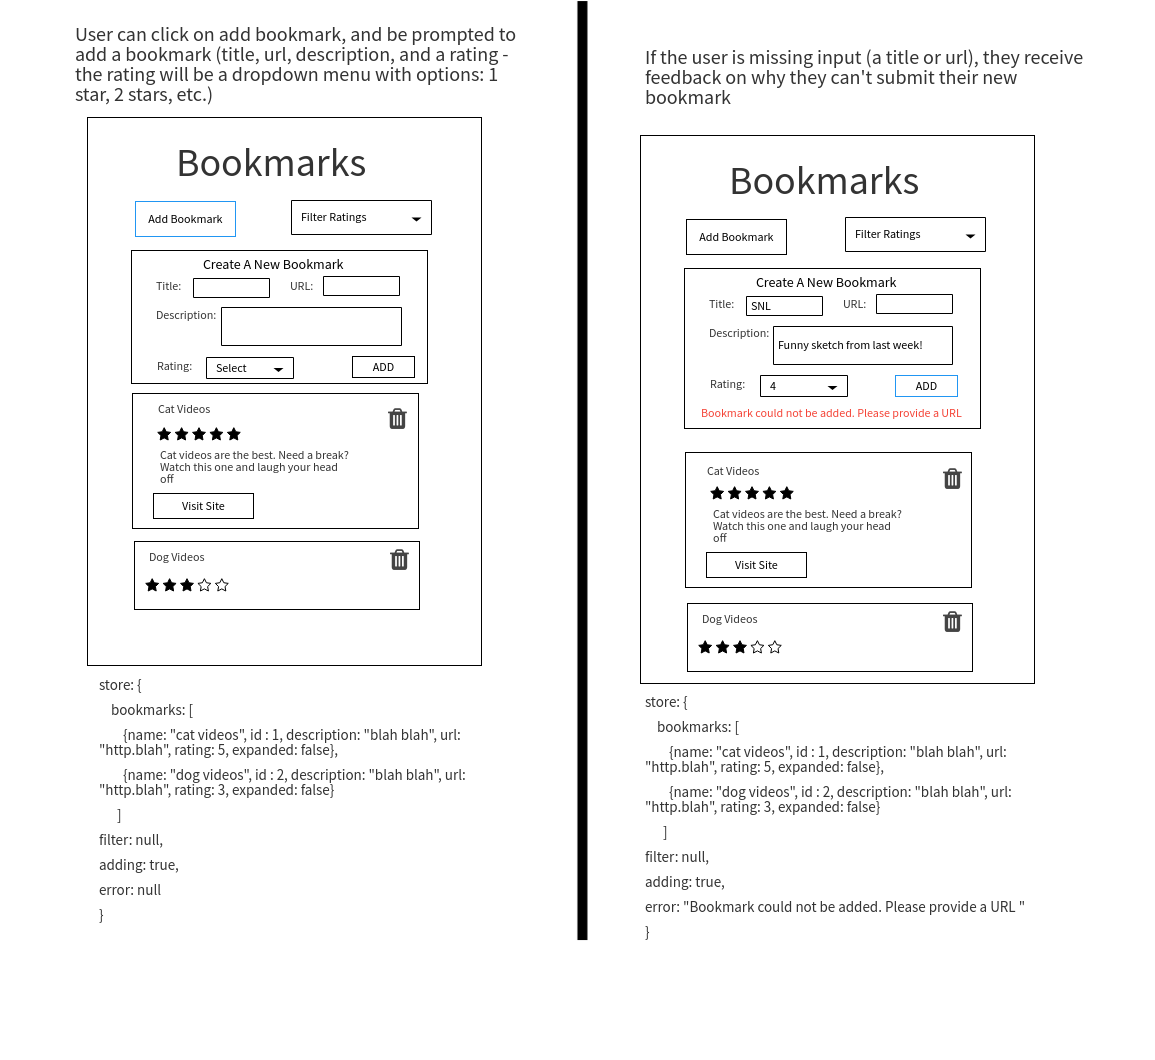 User can click on add bookmark, and be prompted to
add a bookmark (title, url, description, and a rating -
the rating will be a dropdown menu with options: 1
star, 2 stars, etc.)
Bookmarks
Add Bookmark
Filter Ratings
Create A New Bookmark
Title:
URL:
Description:
Rating:
Select
ADD
Cat Videos
Cat videos are the best. Need a break?
Watch this one and laugh your head
off
Visit Site
Dog Videos
store: {
bookmarks: [
{name: "cat videos", id : 1, description: "blah blah", url:
"http.blah", rating: 5, expanded: false},
{name: "dog videos", id : 2, description: "blah blah", url:
"http.blah", rating: 3, expanded: false}
]
filter: null,
adding: true,
error: null
}
If the user is missing input (a title or url), they receive
feedback on why they can't submit their new
bookmark
Bookmarks
Add Bookmark
Filter Ratings
Create A New Bookmark
Title:
SNL
URL:
Description:
Funny sketch from last week!
Rating:
4
ADD
Bookmark could not be added. Please provide a URL
Cat Videos
Cat videos are the best. Need a break?
Watch this one and laugh your head
off
Visit Site
Dog Videos
store: {
bookmarks: [
{name: "cat videos", id : 1, description: "blah blah", url:
"http.blah", rating: 5, expanded: false},
{name: "dog videos", id : 2, description: "blah blah", url:
"http.blah", rating: 3, expanded: false}
]
filter: null,
adding: true,
error: "Bookmark could not be added. Please provide a URL "
}